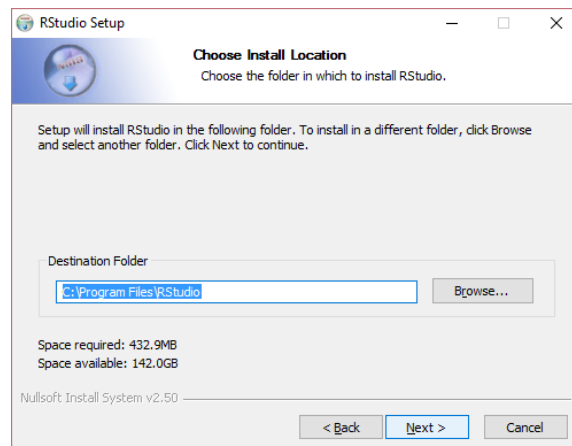 RStudio Setup
Choose Install Location
Choose the folder in which to install RStudio.
Setup will install RStudio in the following folder. To install in a different folder, click Browse
and select another folder. Click Next to continue.
Destination Folder
C:\Program Files\RStudio
Browse...
Space required: 432.9MB
Space available: 142.0GB
Nullsoft Install System v2.50
< Back Next > Cancel